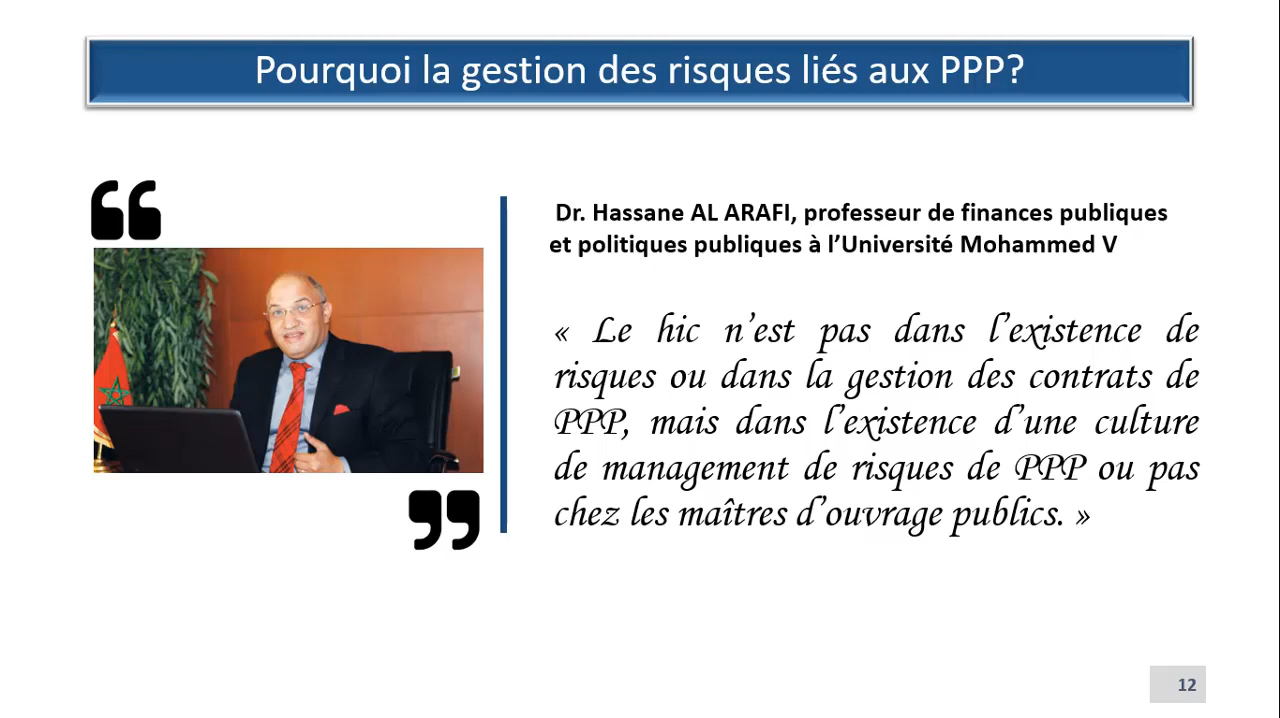 Pourquoi la gestion des risques liés aux PPP?
Dr. Hassane AL ARAFI, professeur de finances publiques
et politiques publiques à l’Université Mohammed V
« Le hic n’est pas dans l’existence de
risques ou dans la gestion des contrats de
PPP, mais dans l’existence d’une culture
de management de risques de PPP ou pas
chez les maîtres d’ouvrage publics. »
12